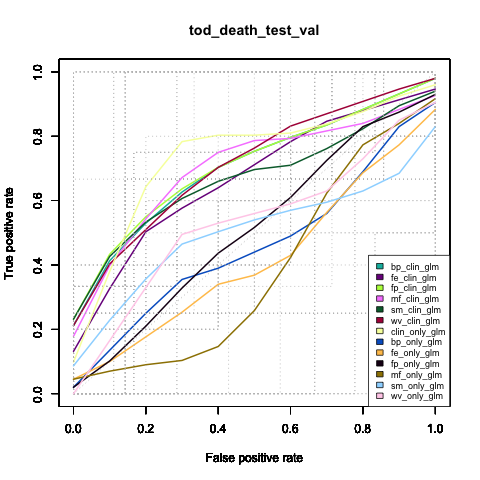 tod_death_test_val
True positive rate
1.0
0.8
0.6
0.4
0.2
0.0
bp_clin_glm
fe_clin_glm
fp_clin_glm
mf_clin_glm
sm_clin_glm
wv_clin_glm
clin_only_glm
bp_only_glm
fe_only_glm
fp_only_glm
mf_only_glm
sm_only_glm
wv_only_glm
0.0 0.2 0.4 0.6 0.8 1.0
False positive rate